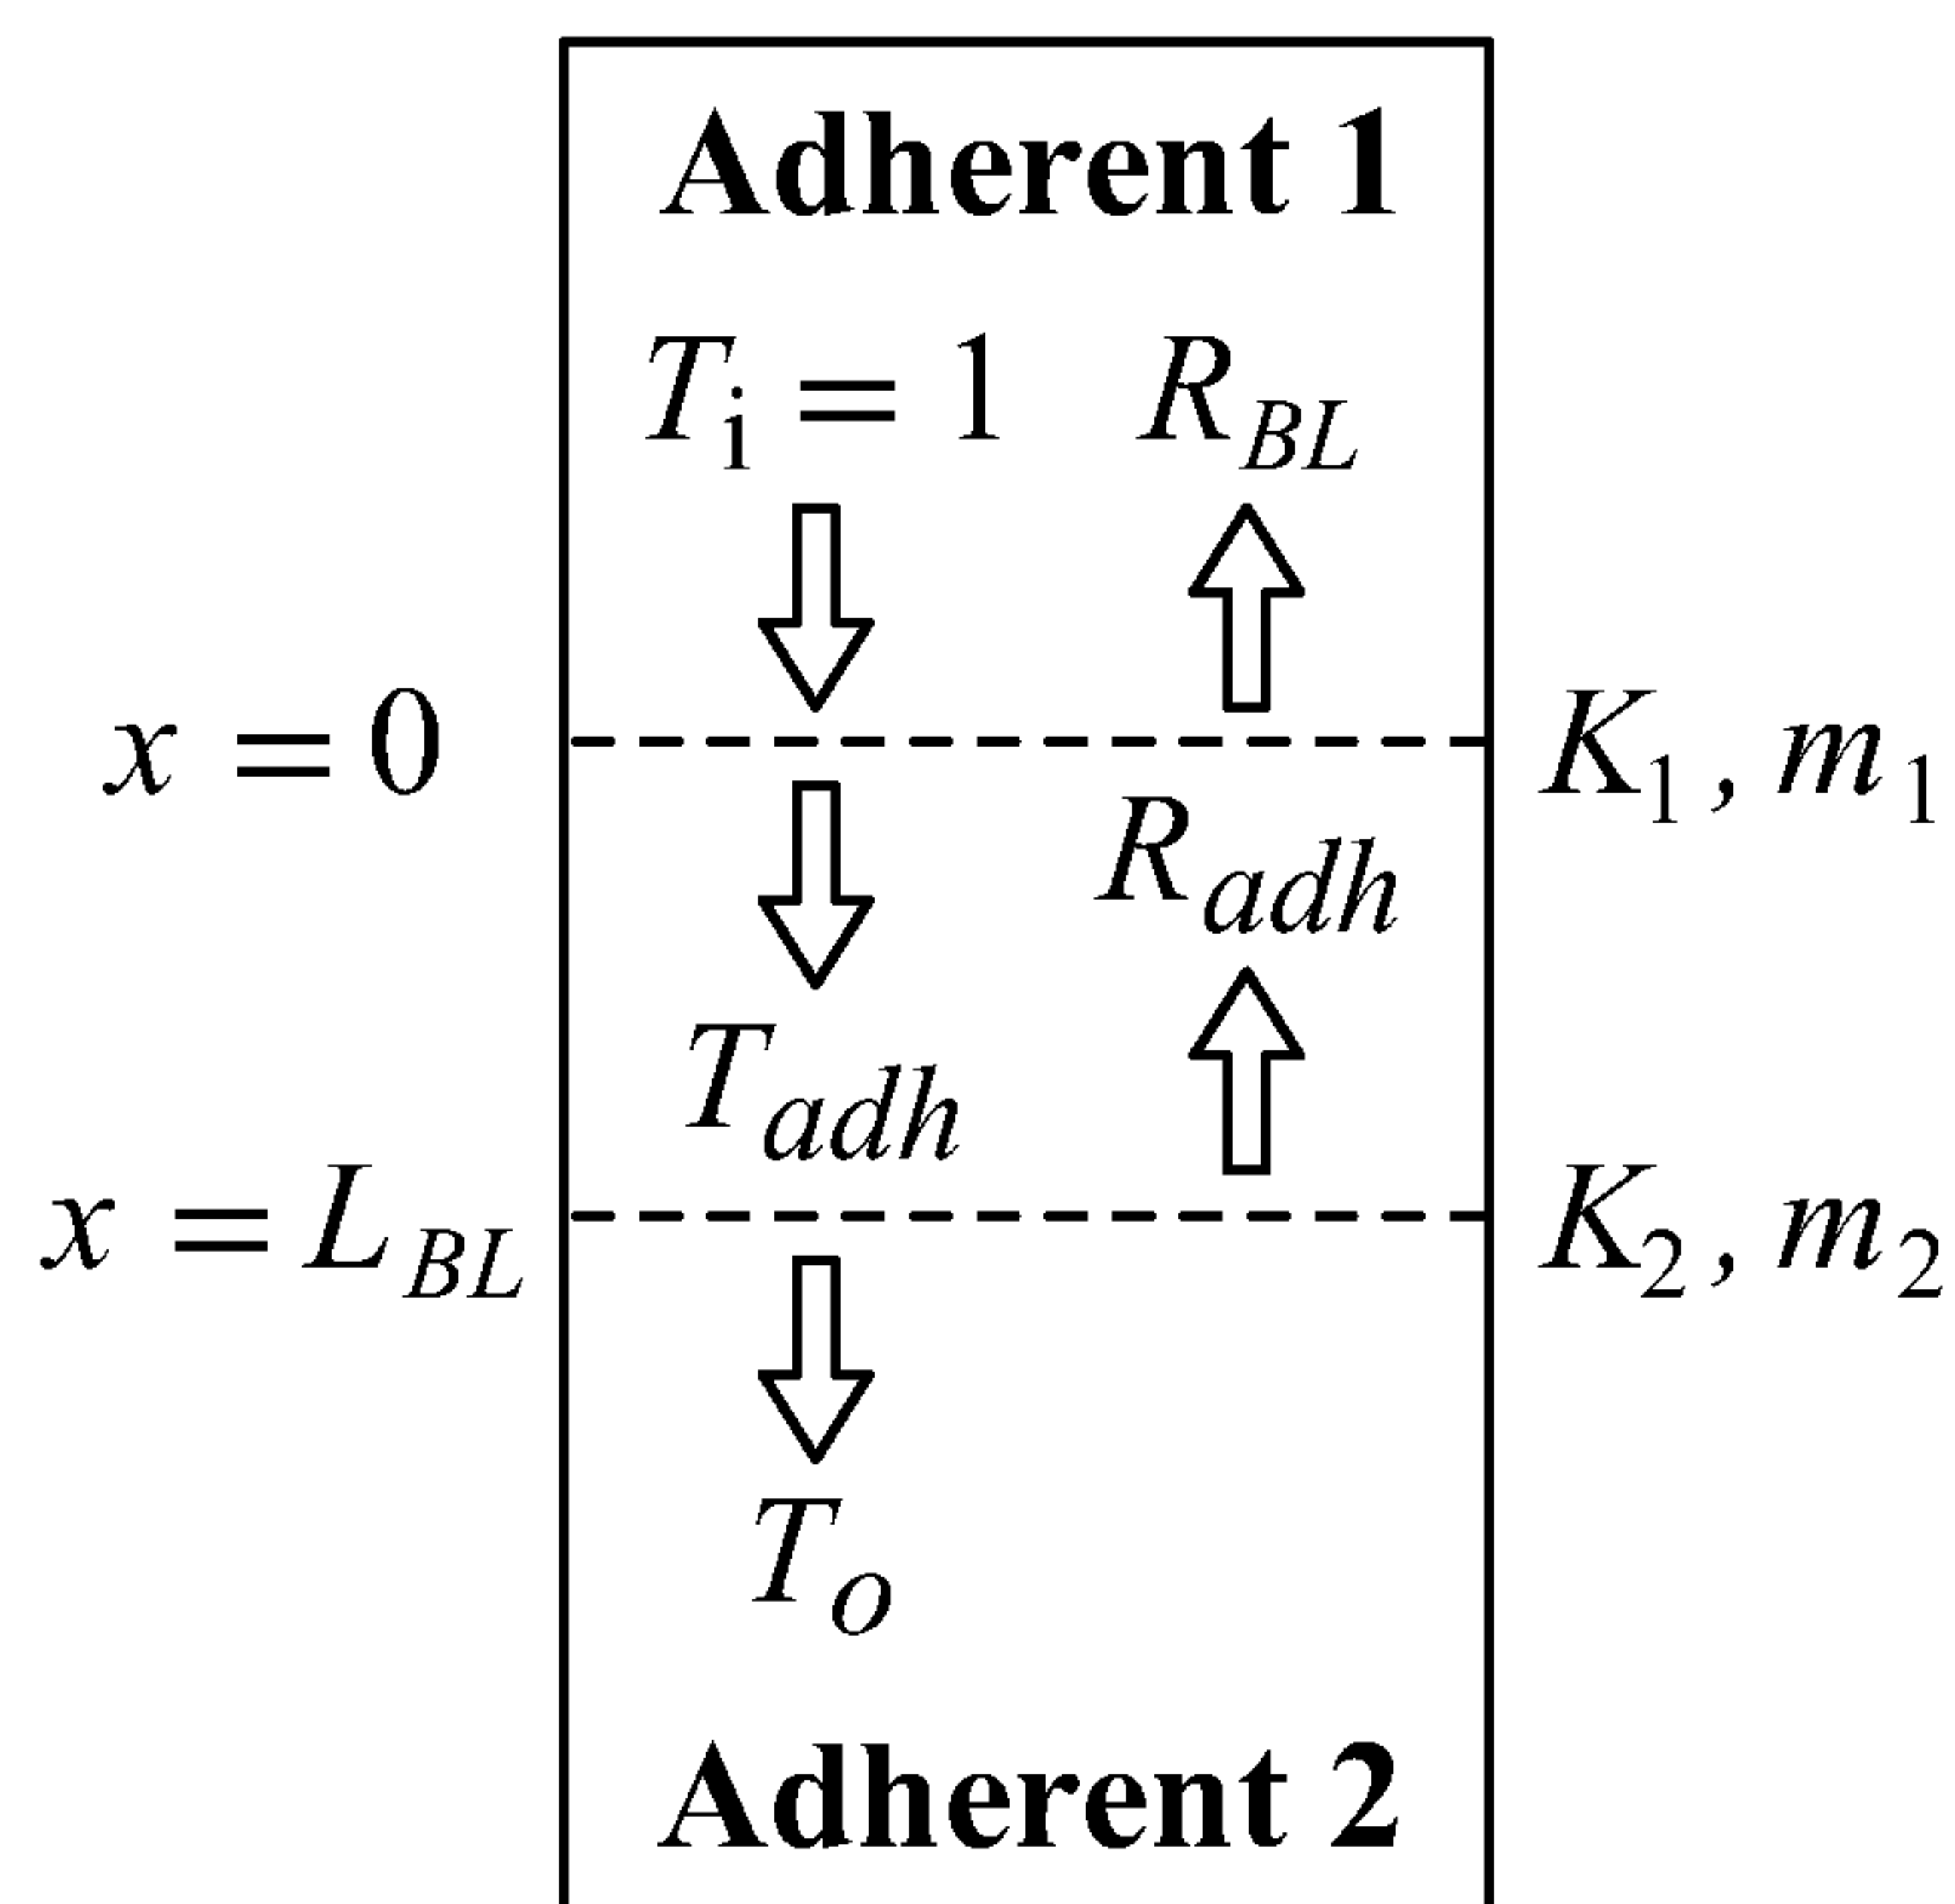 Adherent 1
T_i = 1 R_BL
x = 0 K_1, m_1
R_adh
T_adh
x = L_BL K_2, m_2
T_o
Adherent 2